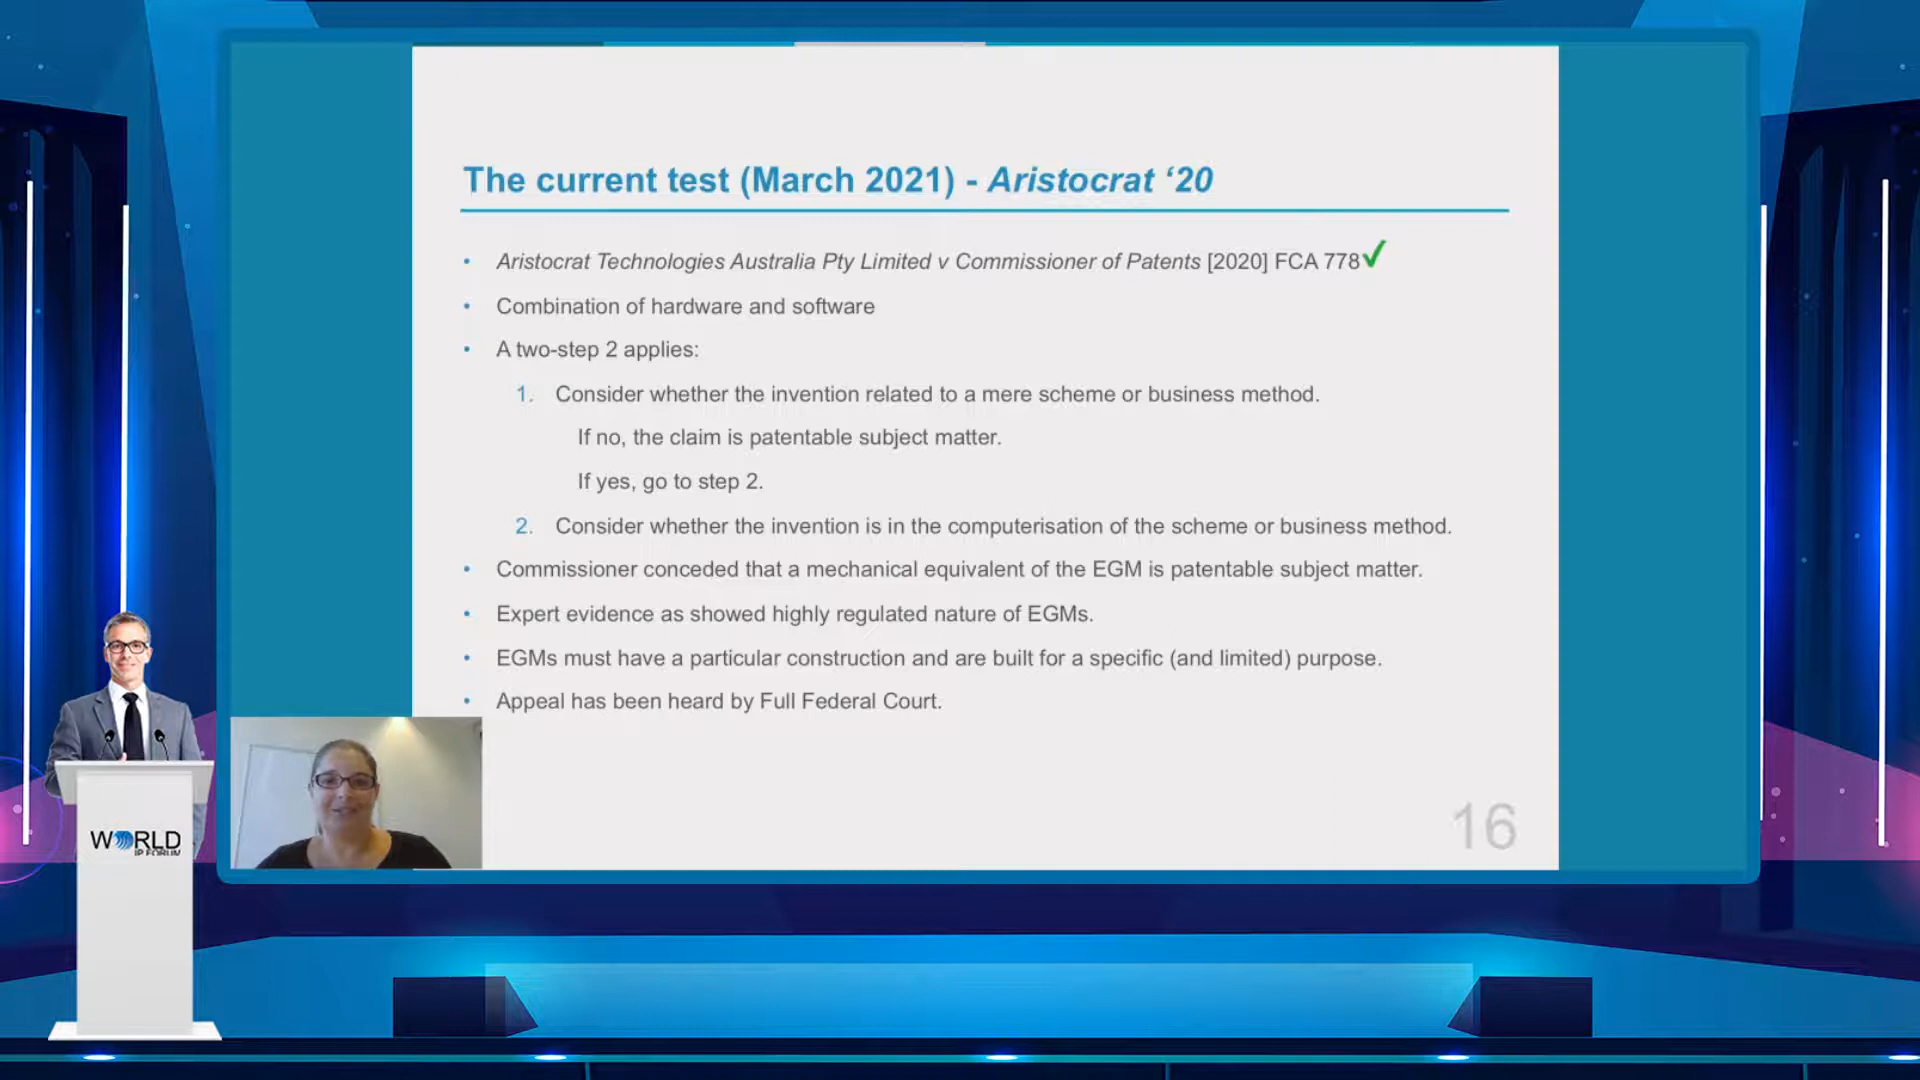 The current test (March 2021) - Aristocrat ‘20
• Aristocrat Technologies Australia Pty Limited v Commissioner of Patents [2020] FCA 778✓
• Combination of hardware and software
• A two-step 2 applies:
1. Consider whether the invention related to a mere scheme or business method.
If no, the claim is patentable subject matter.
If yes, go to step 2.
2. Consider whether the invention is in the computerisation of the scheme or business method.
• Commissioner conceded that a mechanical equivalent of the EGM is patentable subject matter.
• Expert evidence as showed highly regulated nature of EGMs.
• EGMs must have a particular construction and are built for a specific (and limited) purpose.
• Appeal has been heard by Full Federal Court.
16
WORLD
IP FORUM